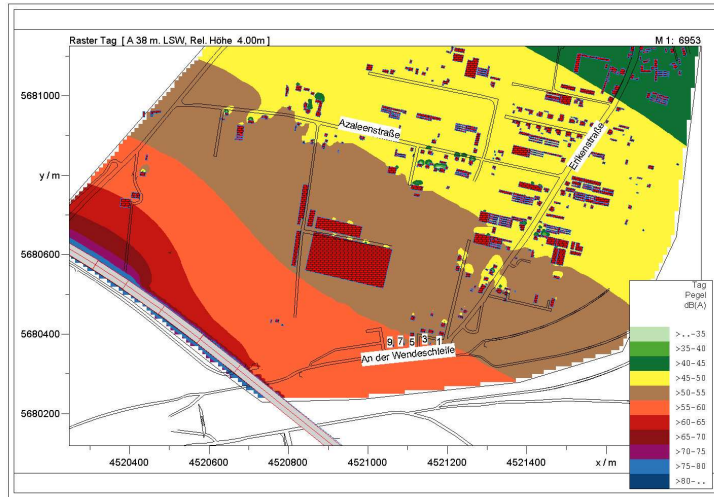 Raster Tag [ A 38 m. LSW, Rel. Höhe 4.00m ]
M 1: 6953
5681000
Azaleenstraße
Erikenstraße
y / m
5680600
Tag
Pegel
dB(A)
5680400
9 7 5 3 1
An der Wendeschleife
>..-35
>35-40
>40-45
>45-50
>50-55
>55-60
>60-65
>65-70
>70-75
>75-80
>80-..
5680200
4520400 4520600 4520800 4521000 4521200 4521400 x / m